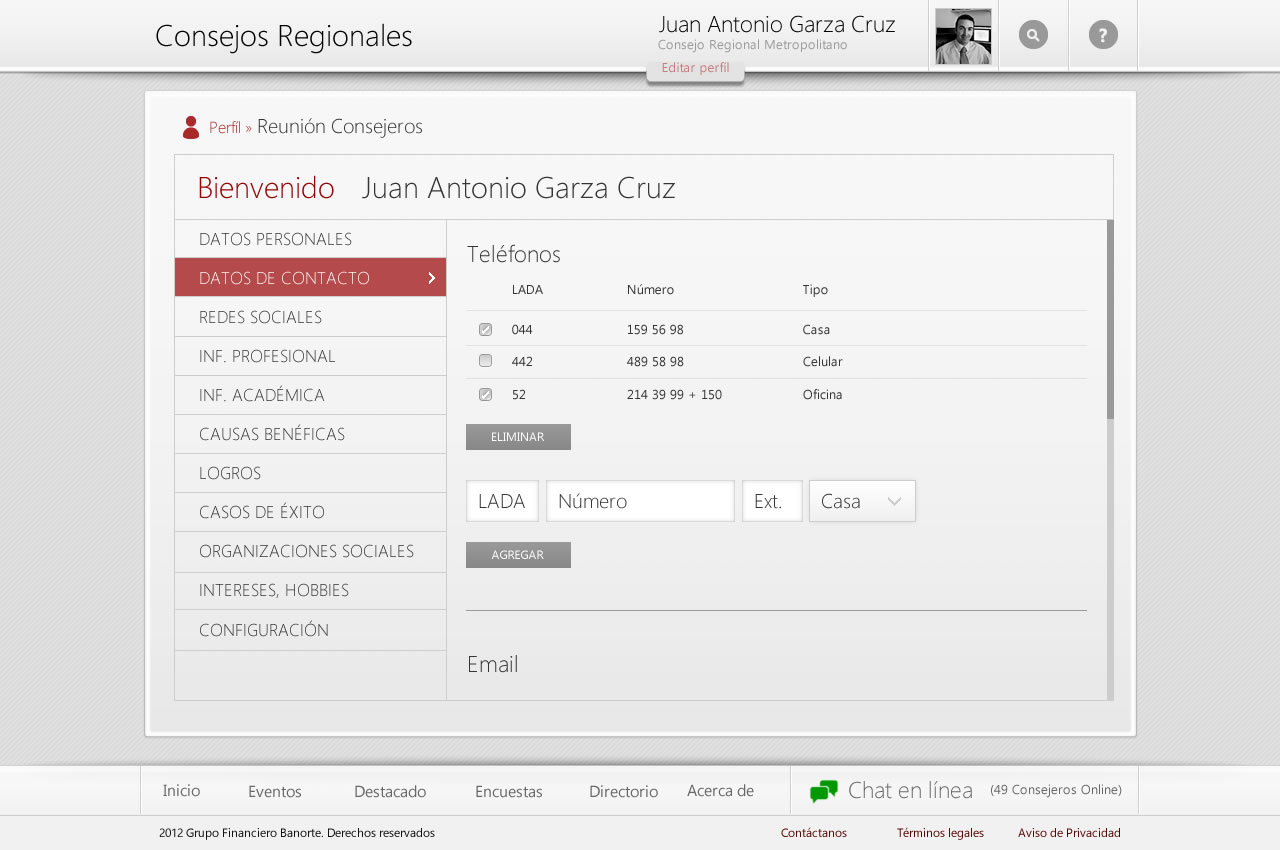 Consejos Regionales
Juan Antonio Garza Cruz
Consejo Regional Metropolitano
Editar perfil
?
Perfil » Reunión Consejeros
Bienvenido Juan Antonio Garza Cruz
DATOS PERSONALES
DATOS DE CONTACTO
REDES SOCIALES
INF. PROFESIONAL
INF. ACADÉMICA
CAUSAS BENÉFICAS
LOGROS
CASOS DE ÉXITO
ORGANIZACIONES SOCIALES
INTERESES, HOBBIES
CONFIGURACIÓN
Teléfonos
LADA Número Tipo
044 159 56 98 Casa
442 489 58 98 Celular
52 214 39 99 + 150 Oficina
ELIMINAR
LADA Número Ext. Casa
AGREGAR
Email
Inicio Eventos Destacado Encuestas Directorio Acerca de Chat en línea (49 Consejeros Online)
2012 Grupo Financiero Banorte. Derechos reservados Contáctanos Términos legales Aviso de Privacidad